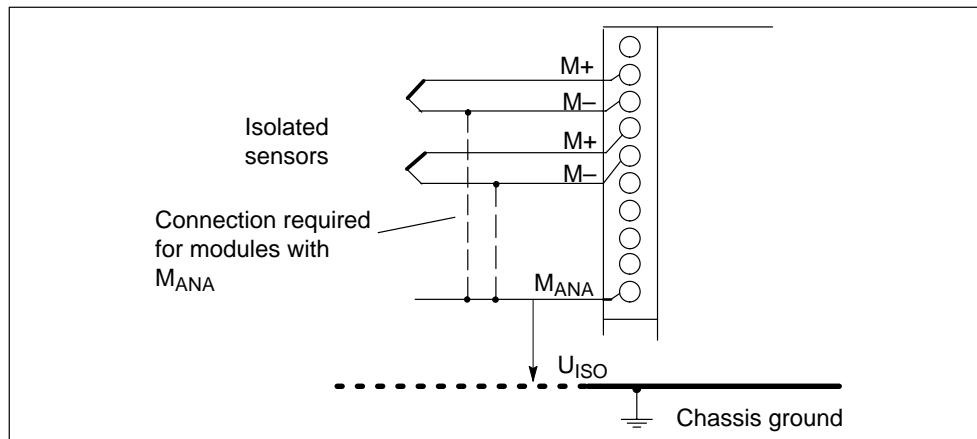 M+
M–
Isolated
sensors
M+
M–
Connection required
for modules with
MANA
MANA
UISO
Chassis ground